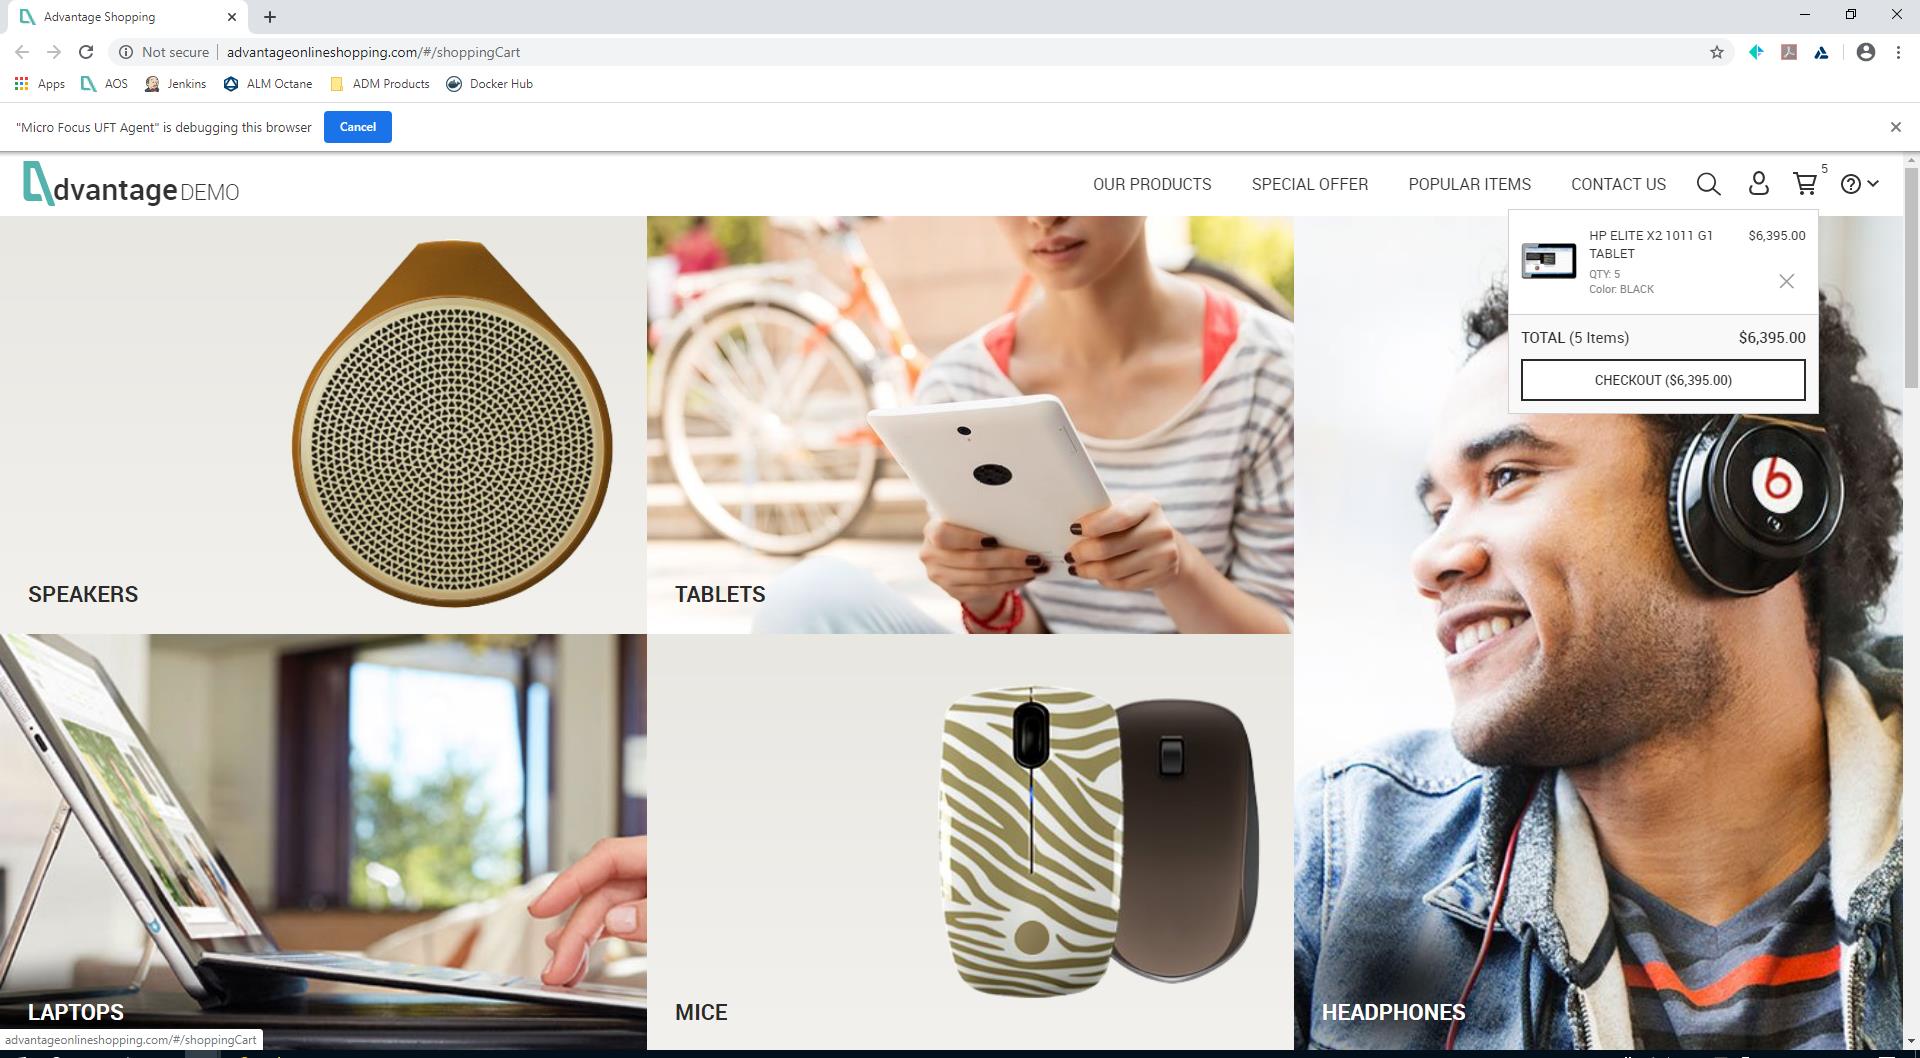 Advantage Shopping
Not secure
advantageonlineshopping.com/#/shoppingCart
Apps
AOS
Jenkins
ALM Octane
ADM Products
Docker Hub
"Micro Focus UFT Agent" is debugging this browser
Cancel
dvantage DEMO
OUR PRODUCTS
SPECIAL OFFER
POPULAR ITEMS
CONTACT US
5
HP ELITE X2 1011 G1
TABLET
$6,395.00
QTY: 5
Color: BLACK
TOTAL (5 Items)
$6,395.00
CHECKOUT ($6,395.00)
SPEAKERS
TABLETS
LAPTOPS
MICE
HEADPHONES
advantageonlineshopping.com/#/shoppingCart